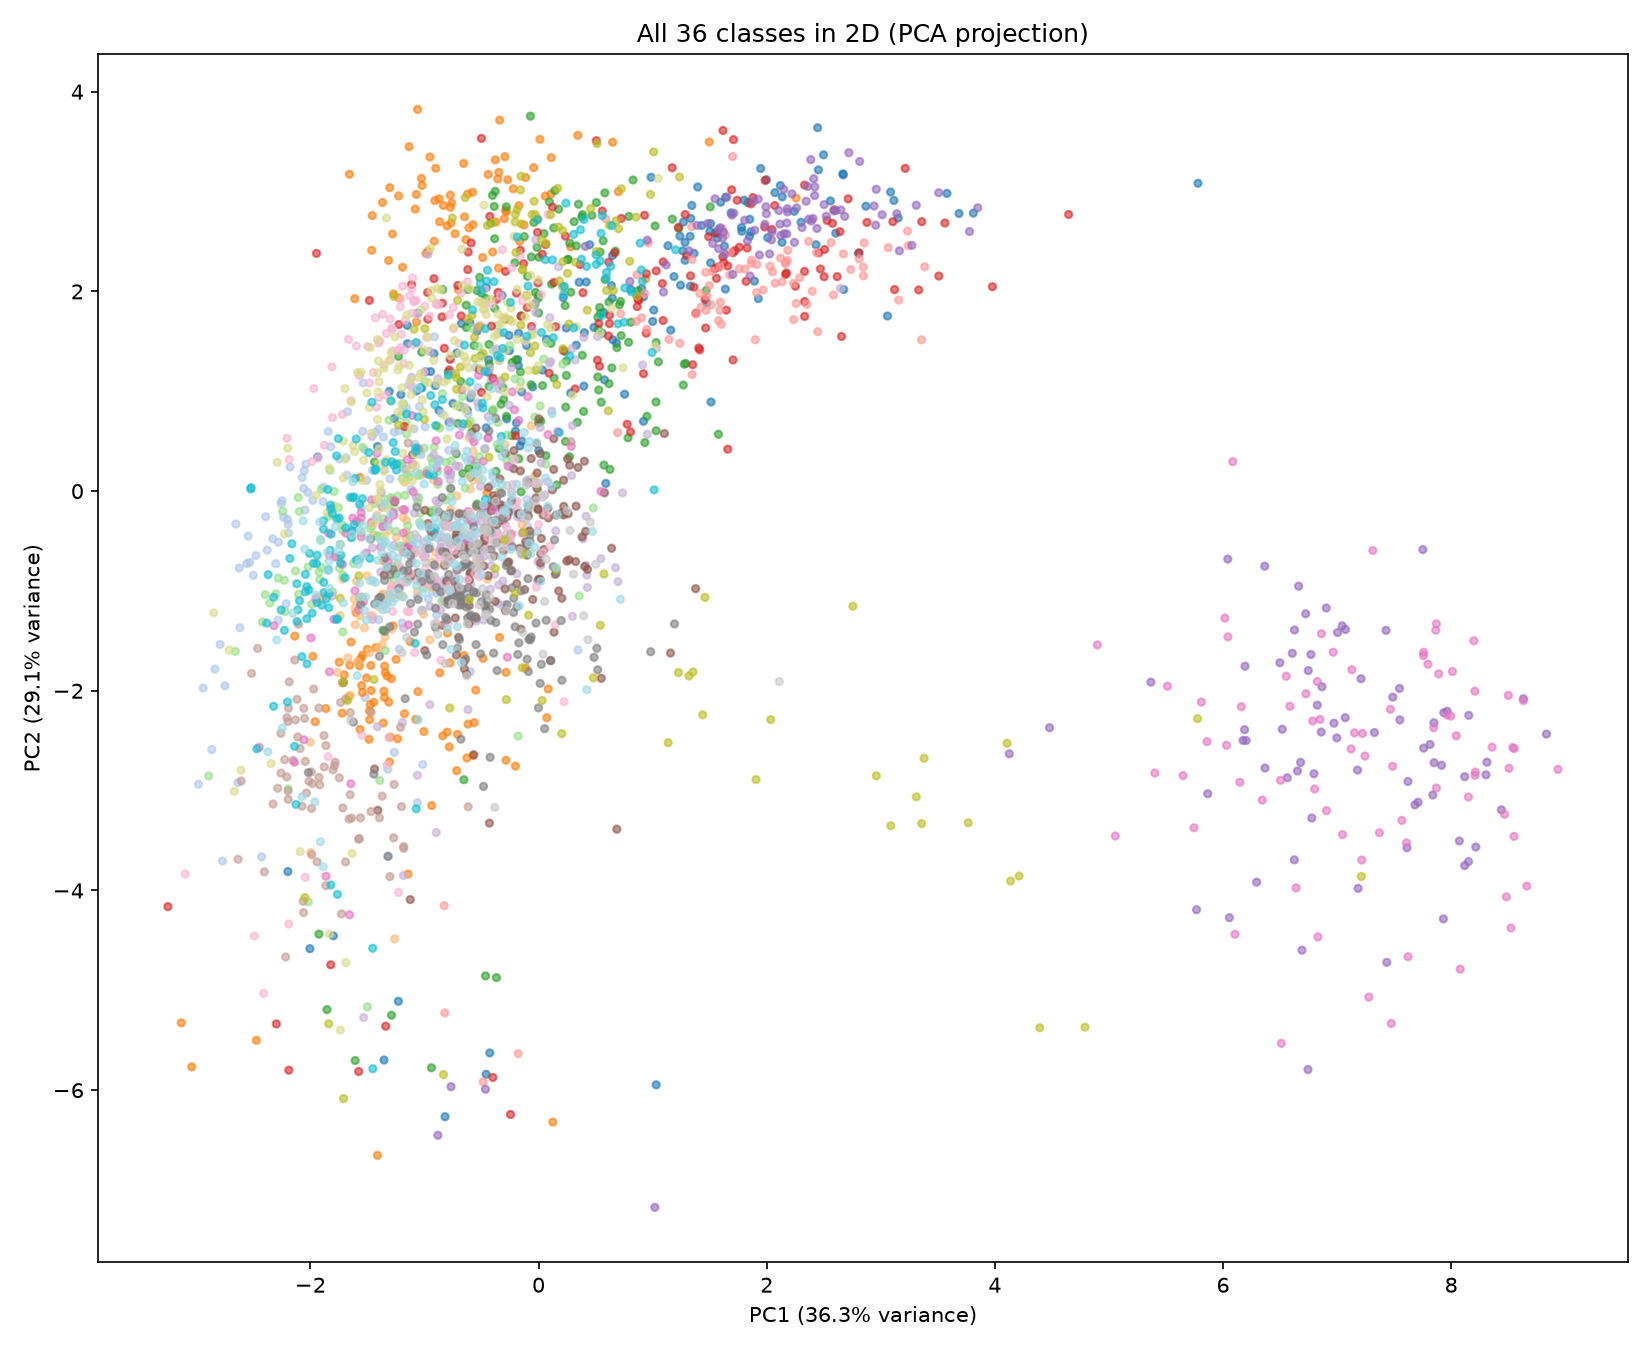 All 36 classes in 2D (PCA projection)
PC2 (29.1% variance)
4
2
0
−2
−4
−6
−2 0 2 4 6 8
PC1 (36.3% variance)